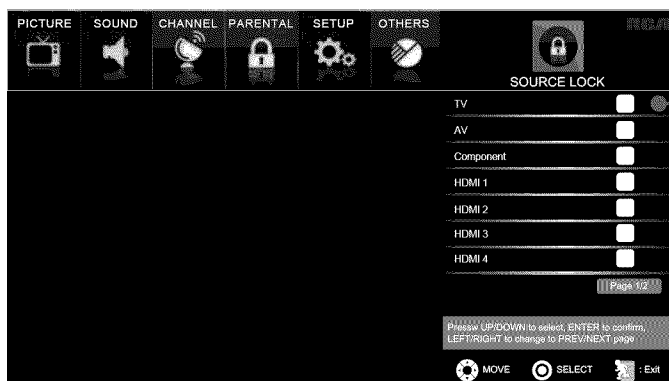 PICTURE SOUND CHANNEL PARENTAL SETUP OTHERS
RCA
SOURCE LOCK
TV
AV
Component
HDMI 1
HDMI 2
HDMI 3
HDMI 4
Page 1/2
Pressw UP/DOWN to select, ENTER to confirm,
LEFT/RIGHT to change to PREV/NEXT page
MOVE SELECT : Exit